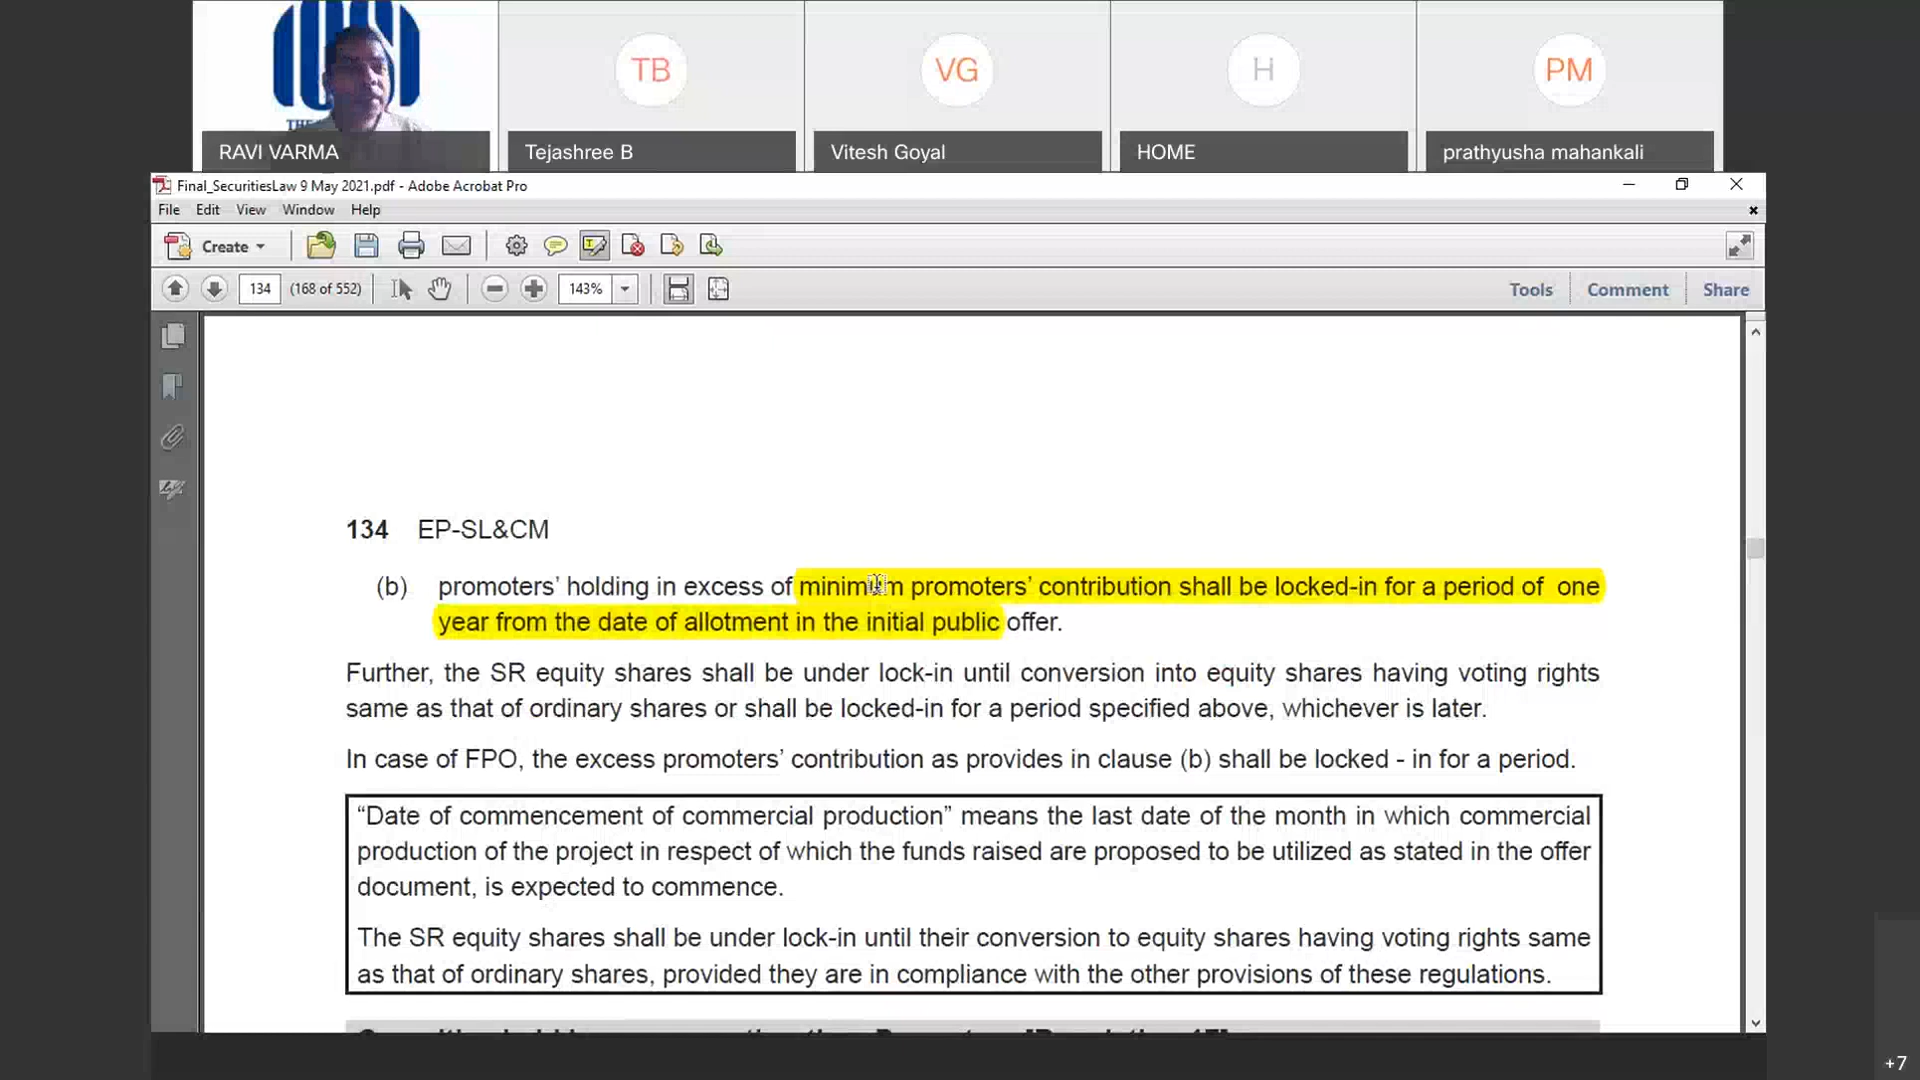 TB
VG
H
PM
RAVI VARMA
Tejashree B
Vitesh Goyal
HOME
prathyusha mahankali
Final_SecuritiesLaw 9 May 2021.pdf - Adobe Acrobat Pro
File Edit View Window Help
Create
134 (168 of 552) 143% Tools Comment Share
134 EP-SL&CM
(b) promoters’ holding in excess of minimum promoters’ contribution shall be locked-in for a period of one
year from the date of allotment in the initial public offer.
Further, the SR equity shares shall be under lock-in until conversion into equity shares having voting rights
same as that of ordinary shares or shall be locked-in for a period specified above, whichever is later.
In case of FPO, the excess promoters’ contribution as provides in clause (b) shall be locked - in for a period.
“Date of commencement of commercial production” means the last date of the month in which commercial
production of the project in respect of which the funds raised are proposed to be utilized as stated in the offer
document, is expected to commence.
The SR equity shares shall be under lock-in until their conversion to equity shares having voting rights same
as that of ordinary shares, provided they are in compliance with the other provisions of these regulations.
+7